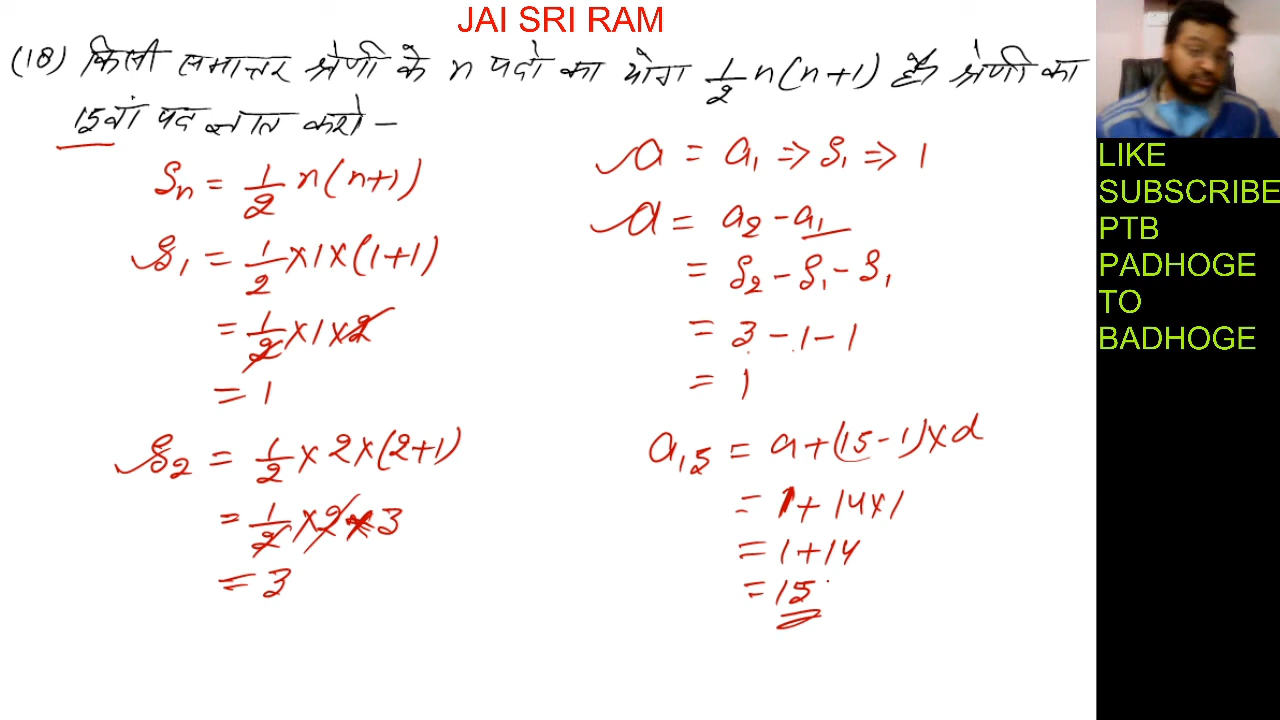 JAI SRI RAM
(18) किसी समान्तर श्रेणी के n पदो का योग 1/2 n(n+1) है श्रेणी का
15वां पद ज्ञात करो -
Sn = 1/2 n(n+1)
S1 = 1/2 ×1×(1+1)
= 1/2 ×1×2
= 1
S2 = 1/2 × 2×(2+1)
= 1/2 ×2×3
= 3
a = a1 => S1 => 1
d = a2 - a1
= S2 - S1 - S1
= 3 - 1 - 1
= 1
a15 = a+(15-1)×d
= 1+14×1
= 1+14
= 15
LIKE
SUBSCRIBE
PTB
PADHOGE
TO
BADHOGE